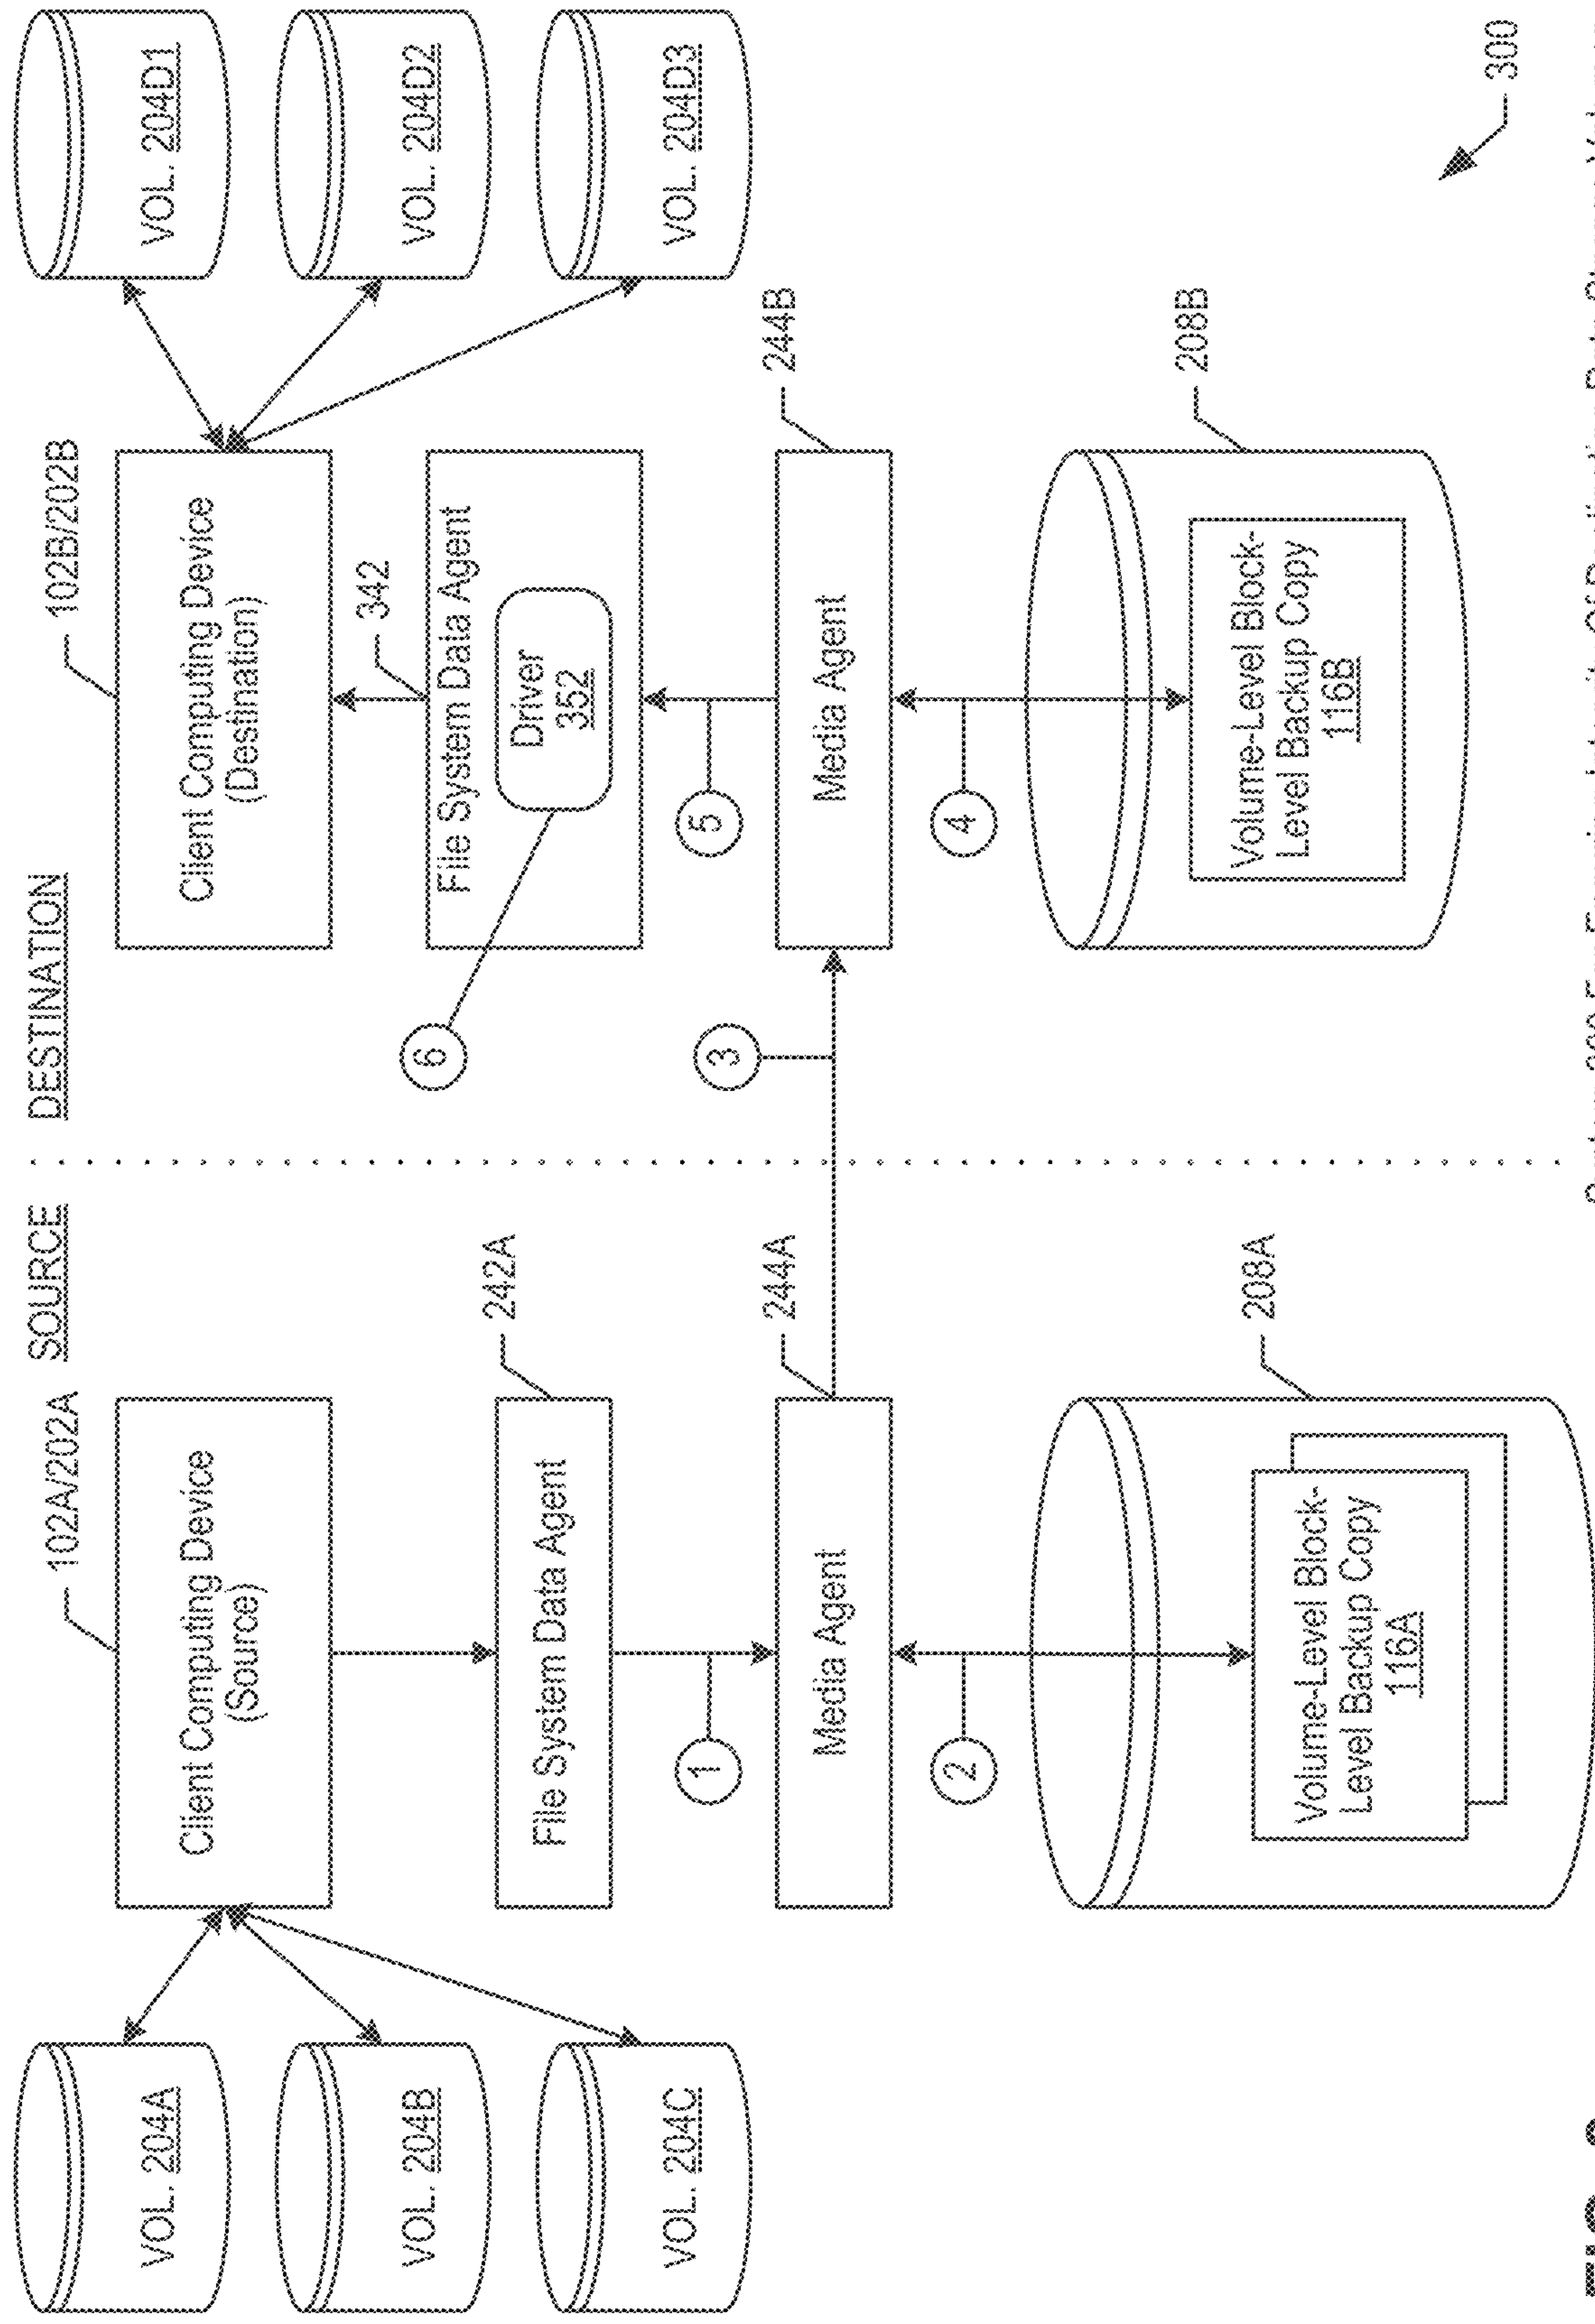 SOURCE
DESTINATION
102A/202A
102B/202B
VOL. 204A
Client Computing Device
(Source)
Client Computing Device
(Destination)
VOL. 204D1
342
VOL. 204B
242A
File System Data Agent
6
File System Data Agent
Driver
352
VOL. 204D2
VOL. 204C
1
5
VOL. 204D3
244A
244B
Media Agent
3
Media Agent
2
4
208A
208B
Volume-Level Block-
Level Backup Copy
116A
Volume-Level Block-
Level Backup Copy
116B
300